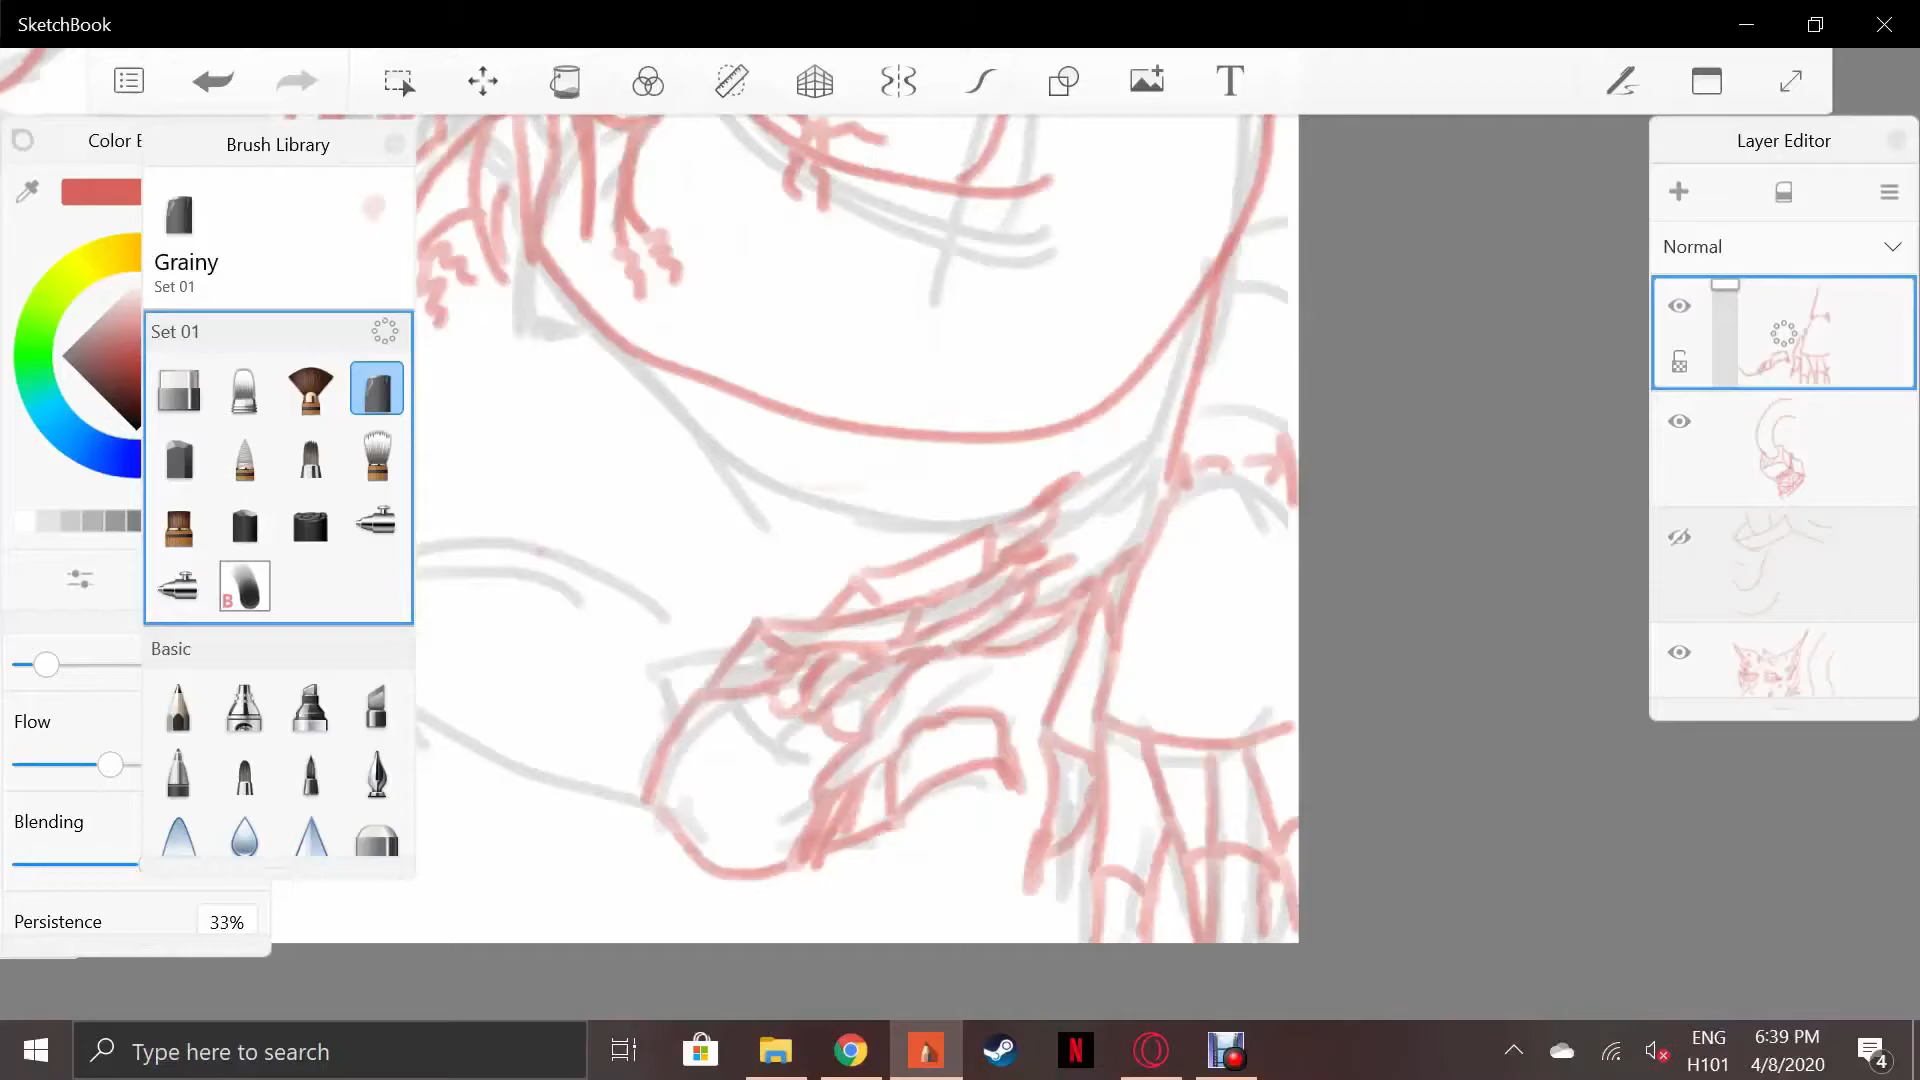 SketchBook
T
Color E
Brush Library
Layer Editor
Grainy
Set 01
Normal
Set 01
B
Basic
Flow
Blending
Persistence 33%
Type here to search
N
ENG
H101
6:39 PM
4/8/2020
4